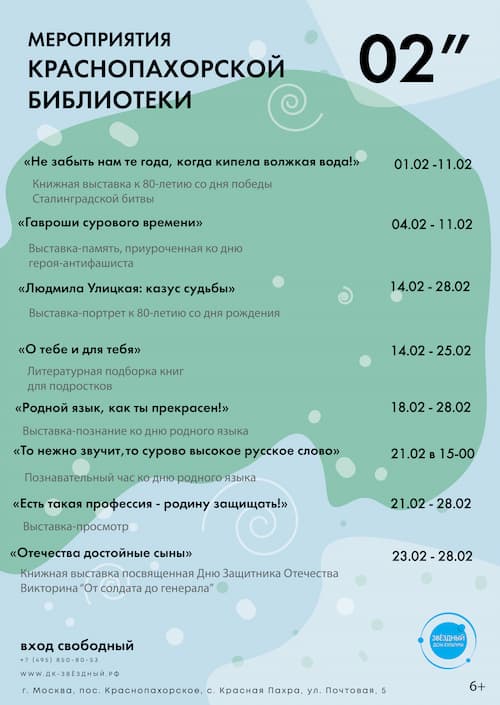 МЕРОПРИЯТИЯ
КРАСНОПАХОРСКОЙ
БИБЛИОТЕКИ
02”
«Не забыть нам те года, когда кипела волжкая вода!»
01.02 -11.02
Книжная выставка к 80-летию со дня победы
Сталинградской битвы
«Гавроши сурового времени»
04.02 - 11.02
Выставка-память, приуроченная ко дню
героя-антифашиста
«Людмила Улицкая: казус судьбы»
14.02 - 28.02
Выставка-портрет к 80-летию со дня рождения
«О тебе и для тебя»
14.02 - 25.02
Литературная подборка книг
для подростков
«Родной язык, как ты прекрасен!»
18.02 - 28.02
Выставка-познание ко дню родного языка
«То нежно звучит,то сурово высокое русское слово»
21.02 в 15-00
Познавательный час ко дню родного языка
«Есть такая профессия - родину защищать!»
21.02 - 28.02
Выставка-просмотр
«Отечества достойные сыны»
23.02 - 28.02
Книжная выставка посвященная Дню Защитника Отечества
Викторина “От солдата до генерала”
ЗВЁЗДНЫЙ
ДОМ КУЛЬТУРЫ
вход свободный
+7 (495) 850-80-52
WWW.ДК-ЗВЁЗДНЫЙ.РФ
г. Москва, пос. Краснопахорское, с. Красная Пахра, ул. Почтовая, 5
6+